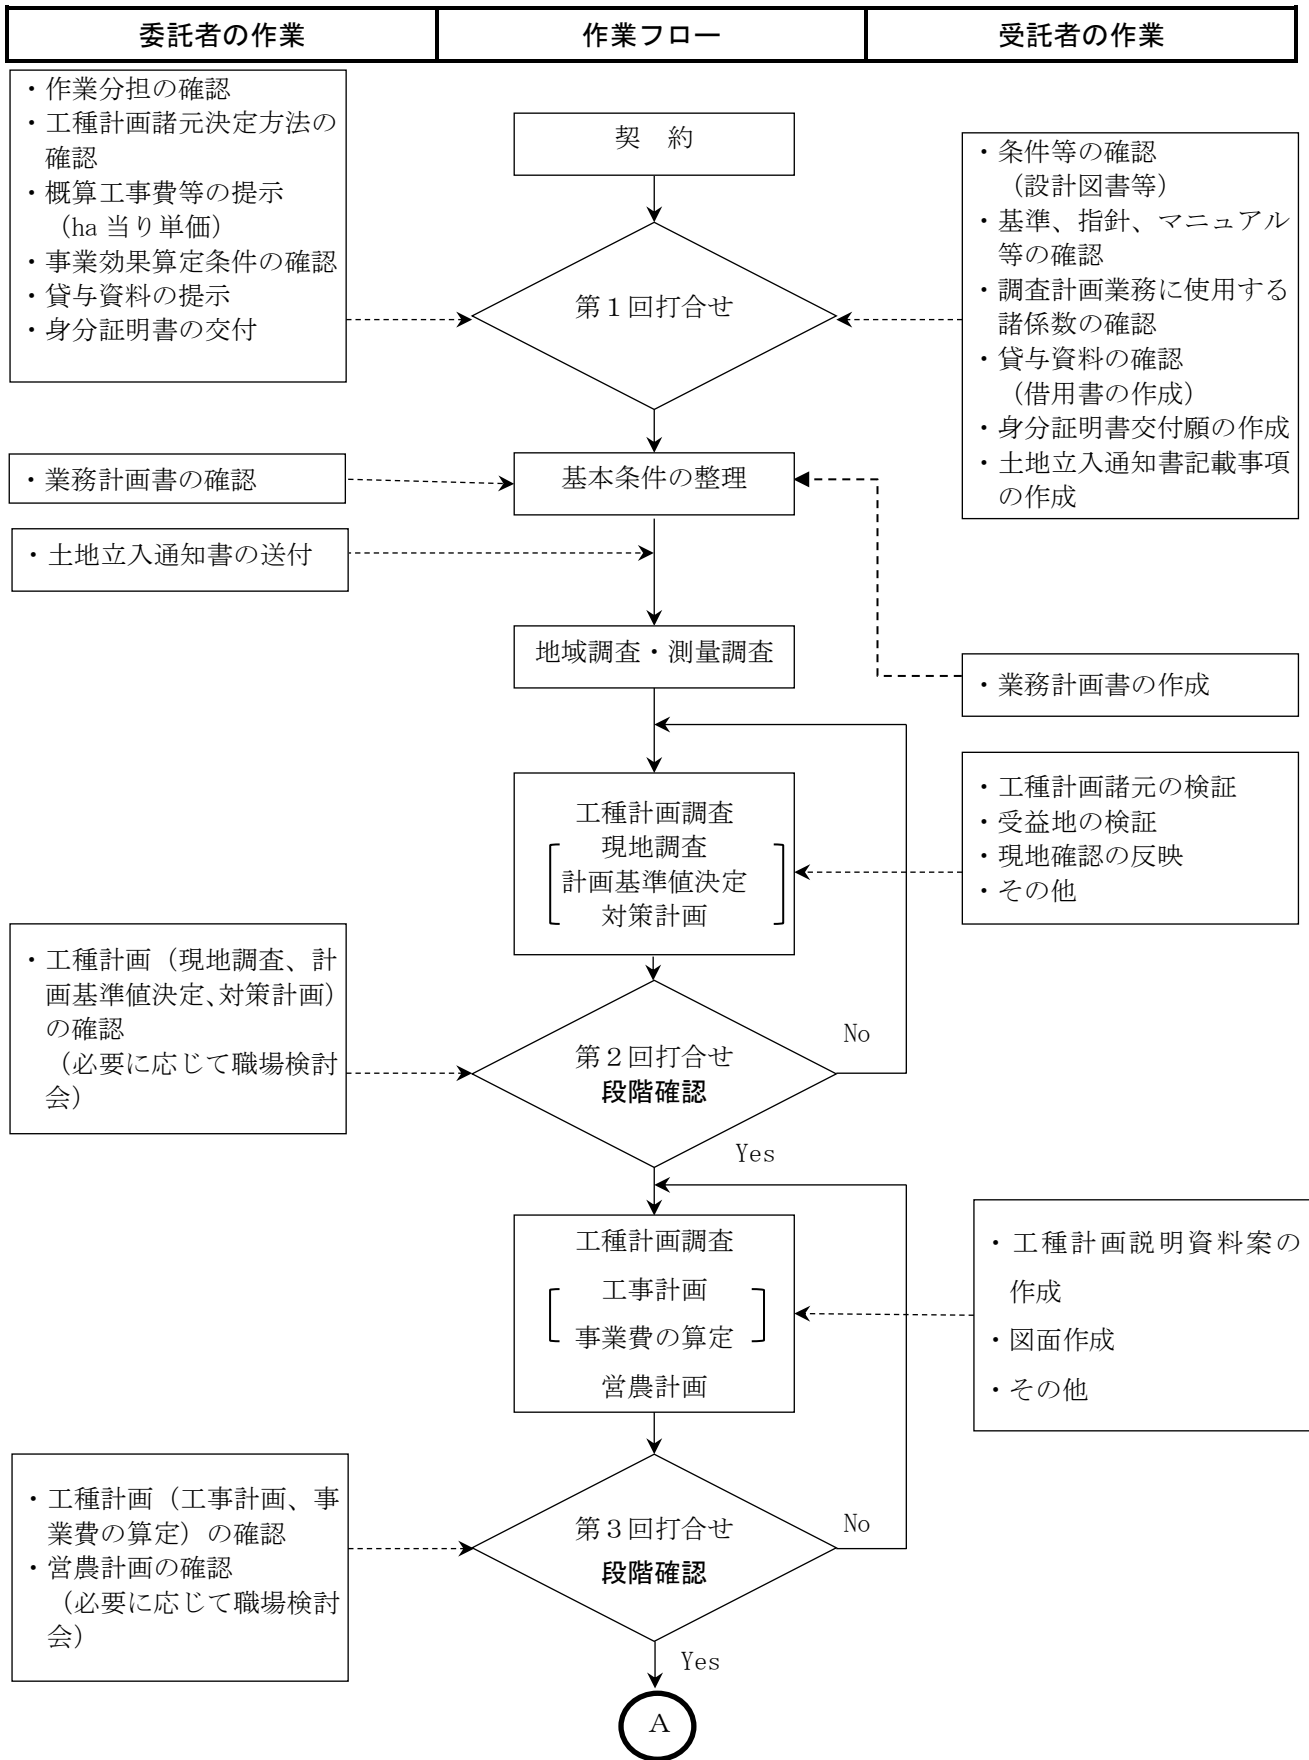 委託者の作業
作業フロー
受託者の作業
・作業分担の確認
・工種計画諸元決定方法の
確認
・概算工事費等の提示
(ha 当り単価)
・事業効果算定条件の確認
・貸与資料の提示
・身分証明書の交付
契　約
第１回打合せ
・条件等の確認
（設計図書等）
・基準、指針、マニュアル
等の確認
・調査計画業務に使用する
諸係数の確認
・貸与資料の確認
（借用書の作成）
・身分証明書交付願の作成
・土地立入通知書記載事項
の作成
・業務計画書の確認
基本条件の整理
・土地立入通知書の送付
地域調査・測量調査
・業務計画書の作成
工種計画調査
現地調査
計画基準値決定
対策計画
・工種計画諸元の検証
・受益地の検証
・現地確認の反映
・その他
・工種計画（現地調査、計
画基準値決定、対策計画）
の確認
（必要に応じて職場検討
会）
第２回打合せ
段階確認
No
Yes
工種計画調査
工事計画
事業費の算定
営農計画
・工種計画説明資料案の
作成
・図面作成
・その他
・工種計画（工事計画、事
業費の算定）の確認
・営農計画の確認
（必要に応じて職場検討
会）
第３回打合せ
段階確認
No
Yes
A